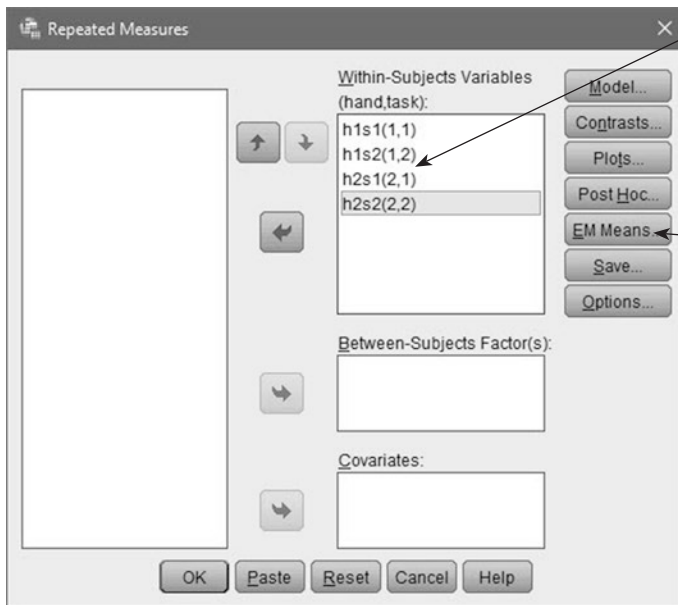 Repeated Measures
Within-Subjects Variables
(hand,task):
h1s1(1,1)
h1s2(1,2)
h2s1(2,1)
h2s2(2,2)
Model...
Contrasts...
Plots...
Post Hoc...
EM Means...
Save...
Options...
Between-Subjects Factor(s):
Covariates:
OK
Paste
Reset
Cancel
Help